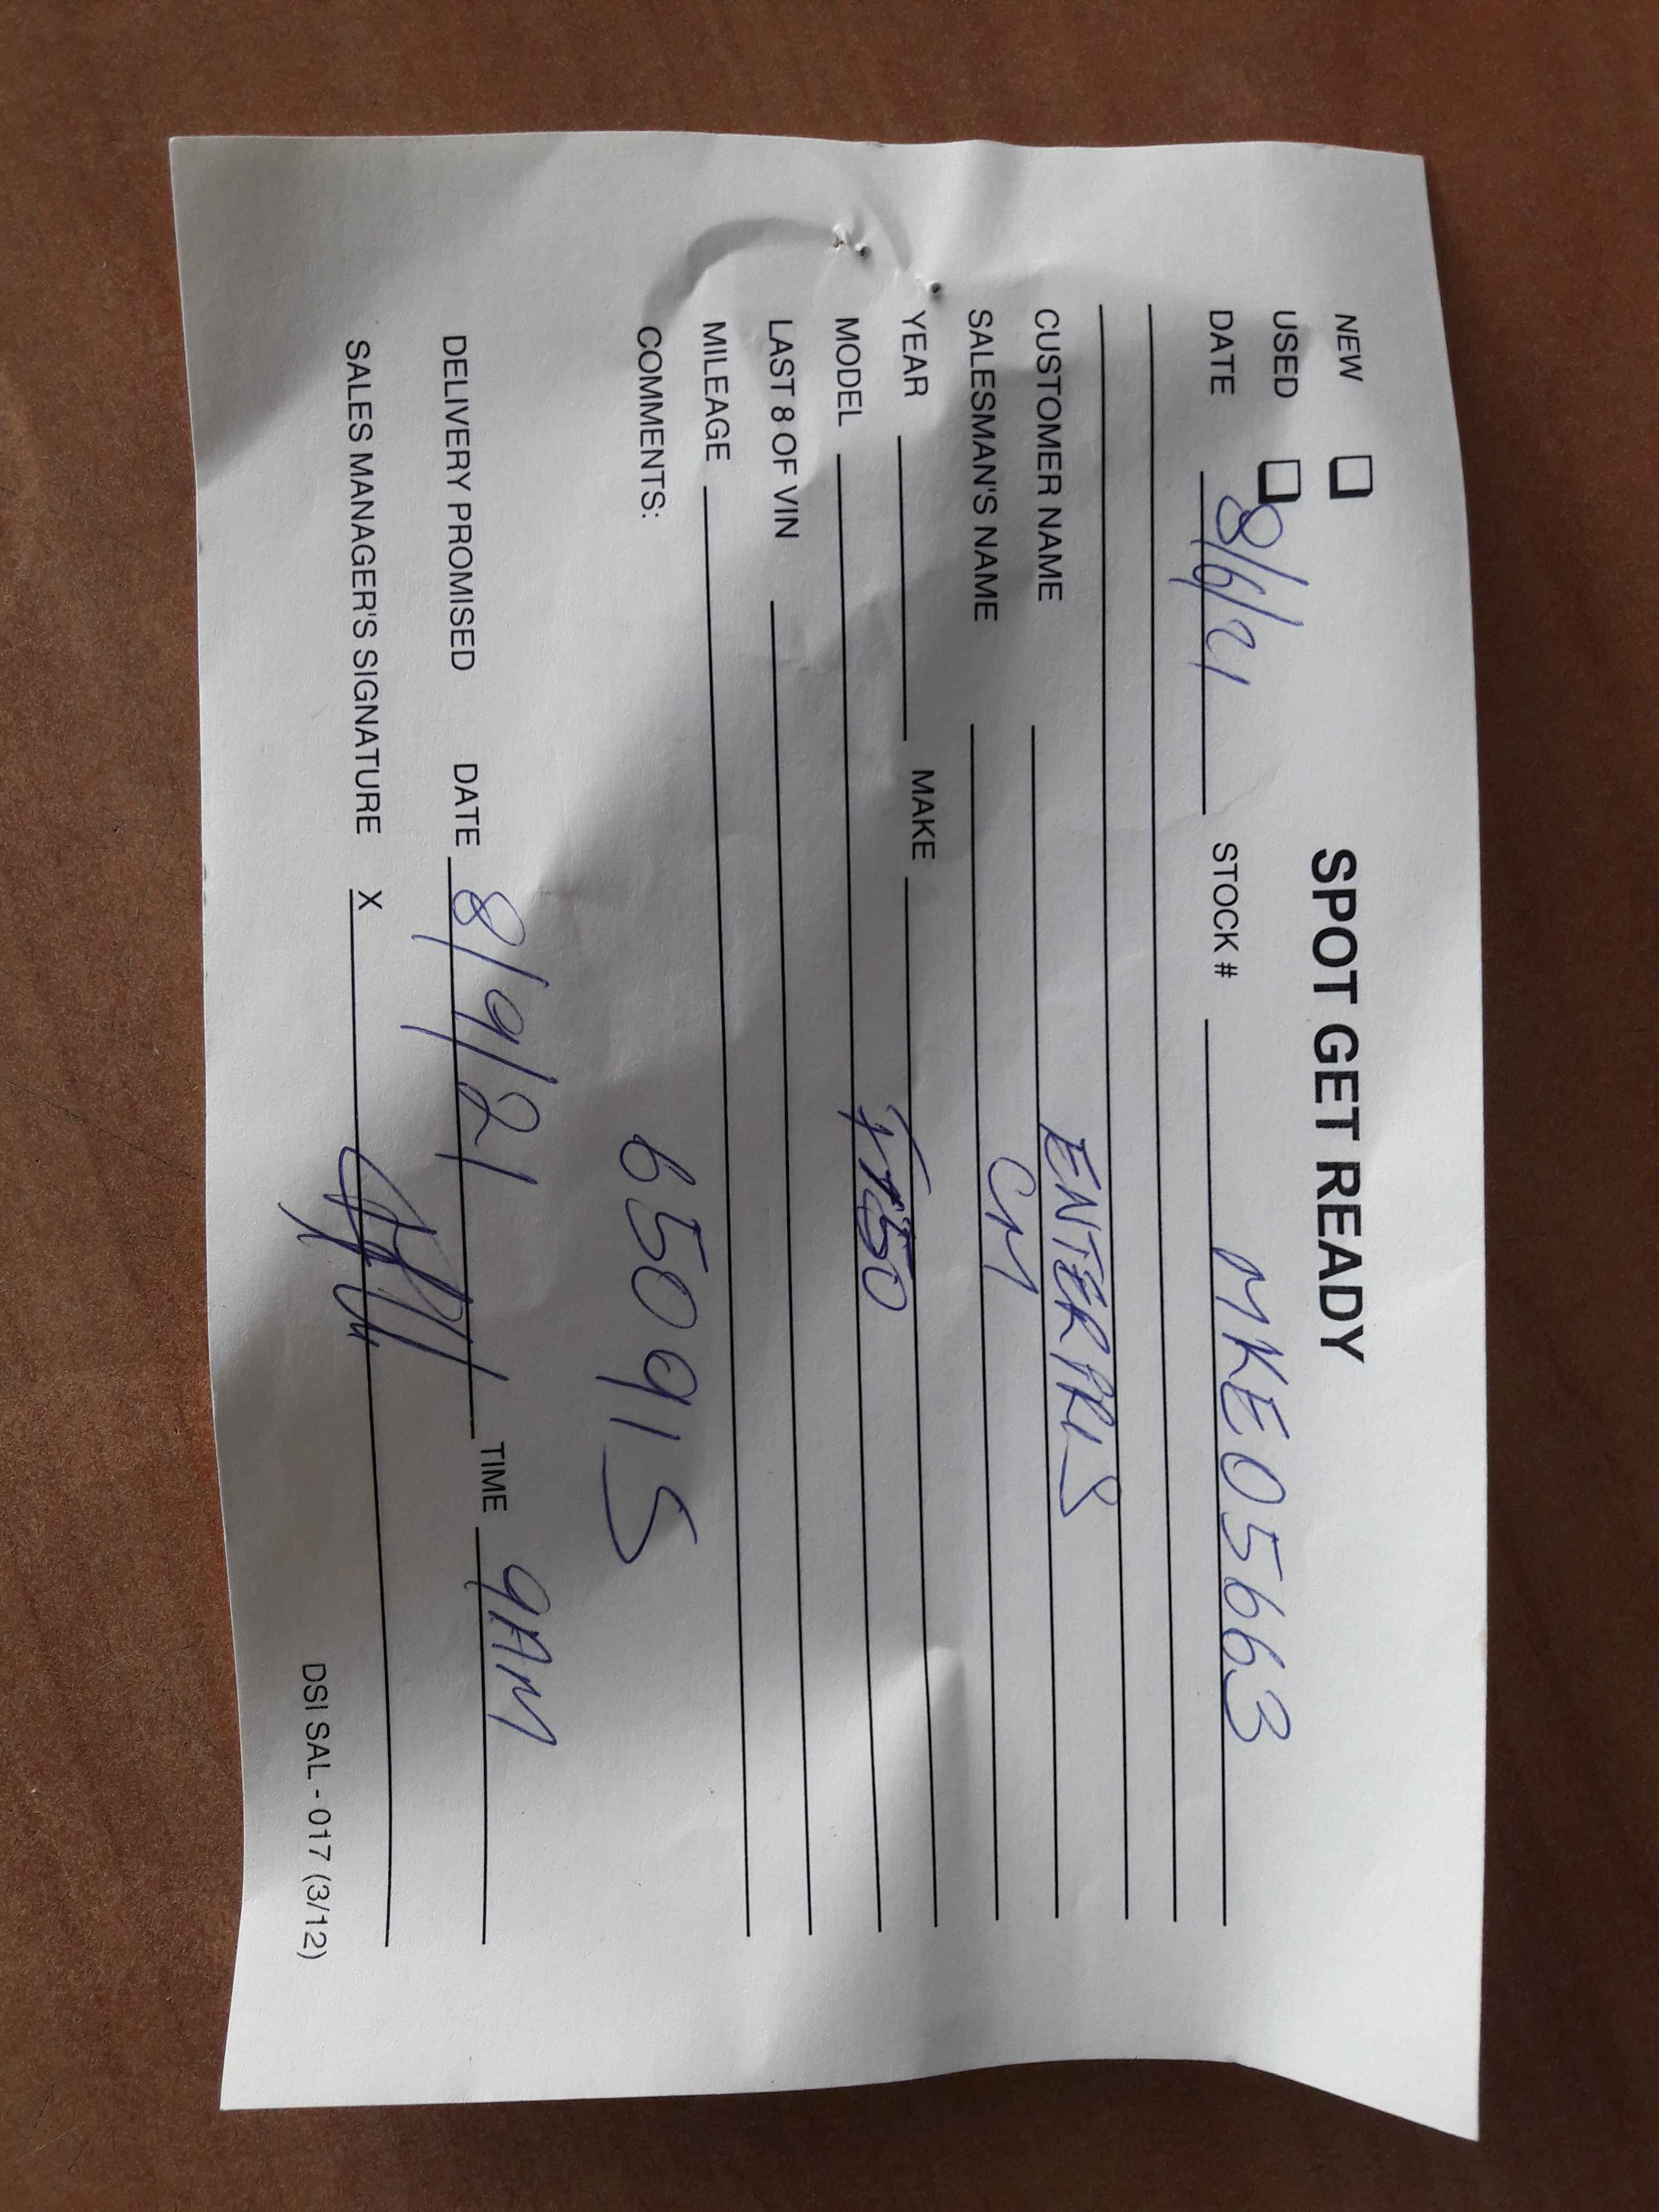 SPOT GET READY
NEW
USED
DATE 8/6/21 STOCK # MKE05663
CUSTOMER NAME ENTERPRIS
SALESMAN'S NAME CM
YEAR MAKE
MODEL
LAST 8 OF VIN
MILEAGE
COMMENTS: 65091S
DELIVERY PROMISED DATE 8/9/21 TIME 9AM
SALES MANAGER'S SIGNATURE X
DSI SAL - 017 (3/12)